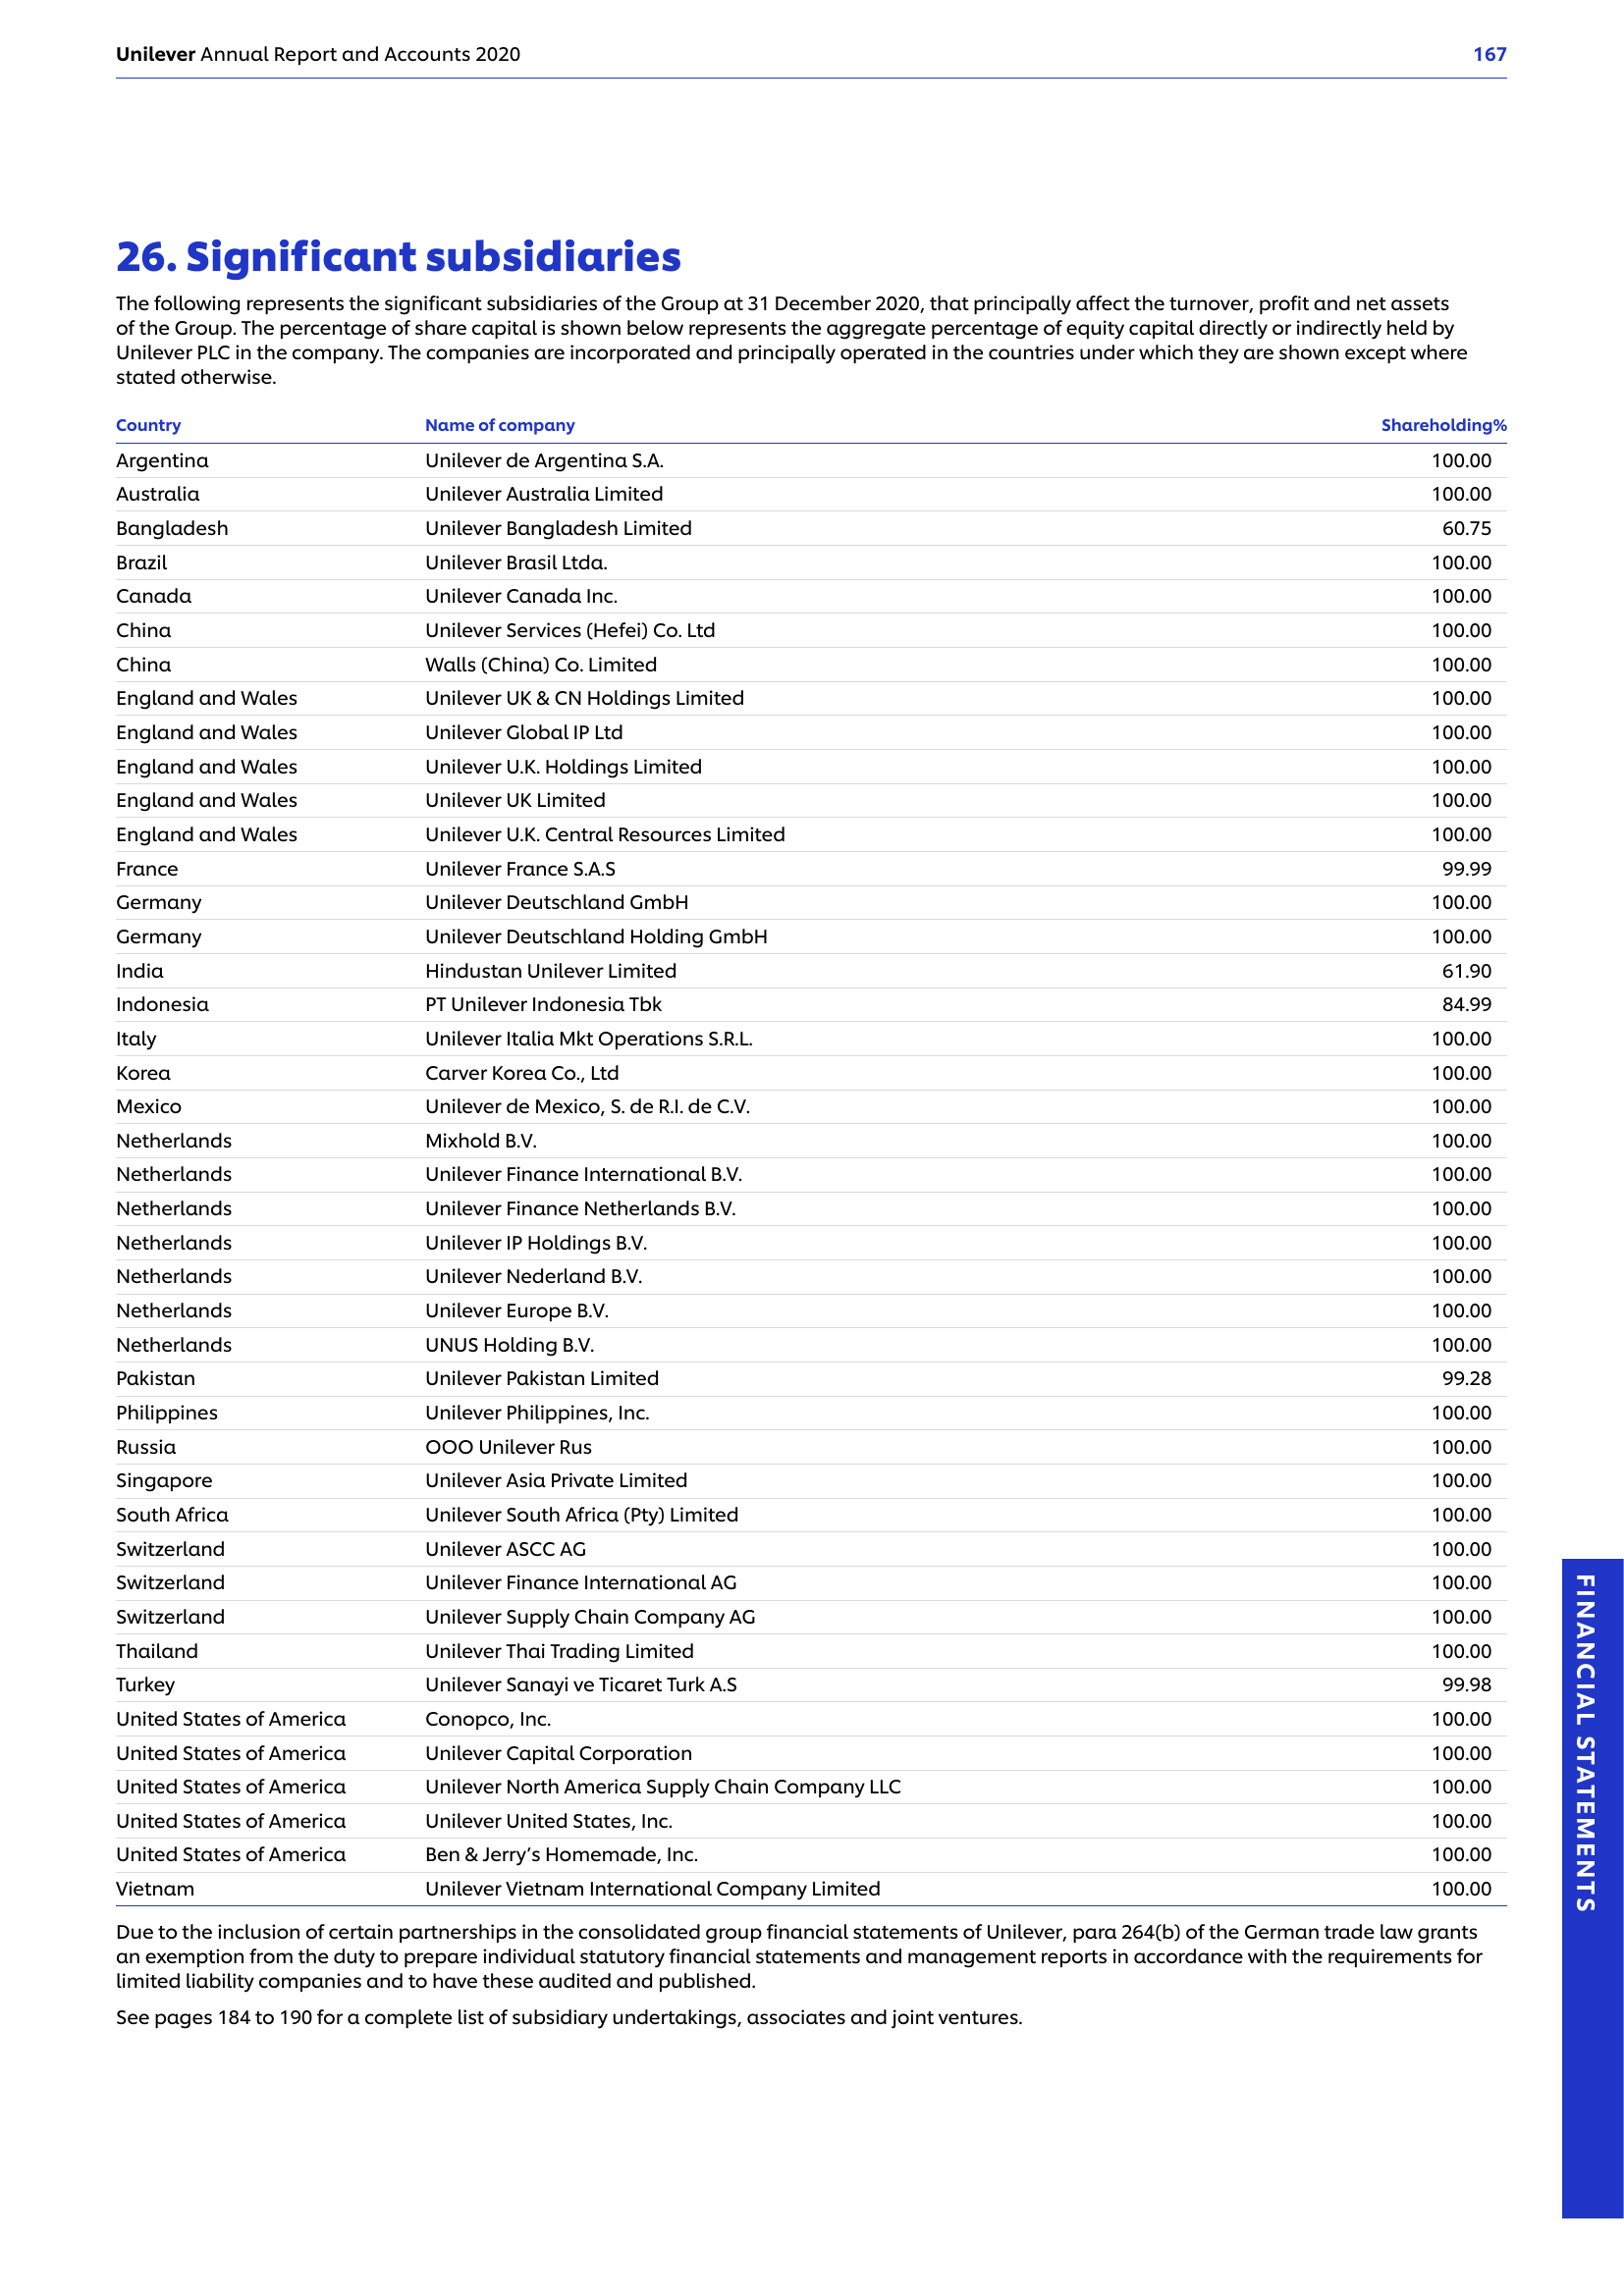 Unilever Annual Report and Accounts 2020 167
26. Significant subsidiaries
The following represents the significant subsidiaries of the Group at 31 December 2020, that principally affect the turnover, profit and net assets
of the Group. The percentage of share capital is shown below represents the aggregate percentage of equity capital directly or indirectly held by
Unilever PLC in the company. The companies are incorporated and principally operated in the countries under which they are shown except where
stated otherwise.
Country Name of company Shareholding%
Argentina Unilever de Argentina S.A. 100.00
Australia Unilever Australia Limited 100.00
Bangladesh Unilever Bangladesh Limited 60.75
Brazil Unilever Brasil Ltda. 100.00
Canada Unilever Canada Inc. 100.00
China Unilever Services (Hefei) Co. Ltd 100.00
China Walls (China) Co. Limited 100.00
England and Wales Unilever UK & CN Holdings Limited 100.00
England and Wales Unilever Global IP Ltd 100.00
England and Wales Unilever U.K. Holdings Limited 100.00
England and Wales Unilever UK Limited 100.00
England and Wales Unilever U.K. Central Resources Limited 100.00
France Unilever France S.A.S 99.99
Germany Unilever Deutschland GmbH 100.00
Germany Unilever Deutschland Holding GmbH 100.00
India Hindustan Unilever Limited 61.90
Indonesia PT Unilever Indonesia Tbk 84.99
Italy Unilever Italia Mkt Operations S.R.L. 100.00
Korea Carver Korea Co., Ltd 100.00
Mexico Unilever de Mexico, S. de R.I. de C.V. 100.00
Netherlands Mixhold B.V. 100.00
Netherlands Unilever Finance International B.V. 100.00
Netherlands Unilever Finance Netherlands B.V. 100.00
Netherlands Unilever IP Holdings B.V. 100.00
Netherlands Unilever Nederland B.V. 100.00
Netherlands Unilever Europe B.V. 100.00
Netherlands UNUS Holding B.V. 100.00
Pakistan Unilever Pakistan Limited 99.28
Philippines Unilever Philippines, Inc. 100.00
Russia OOO Unilever Rus 100.00
Singapore Unilever Asia Private Limited 100.00
South Africa Unilever South Africa (Pty) Limited 100.00
Switzerland Unilever ASCC AG 100.00
Switzerland Unilever Finance International AG 100.00
Switzerland Unilever Supply Chain Company AG 100.00
Thailand Unilever Thai Trading Limited 100.00
Turkey Unilever Sanayi ve Ticaret Turk A.S 99.98
United States of America Conopco, Inc. 100.00
United States of America Unilever Capital Corporation 100.00
United States of America Unilever North America Supply Chain Company LLC 100.00
United States of America Unilever United States, Inc. 100.00
United States of America Ben & Jerry’s Homemade, Inc. 100.00
Vietnam Unilever Vietnam International Company Limited 100.00
Due to the inclusion of certain partnerships in the consolidated group financial statements of Unilever, para 264(b) of the German trade law grants
an exemption from the duty to prepare individual statutory financial statements and management reports in accordance with the requirements for
limited liability companies and to have these audited and published.
See pages 184 to 190 for a complete list of subsidiary undertakings, associates and joint ventures.
FINANCIAL STATEMENTS